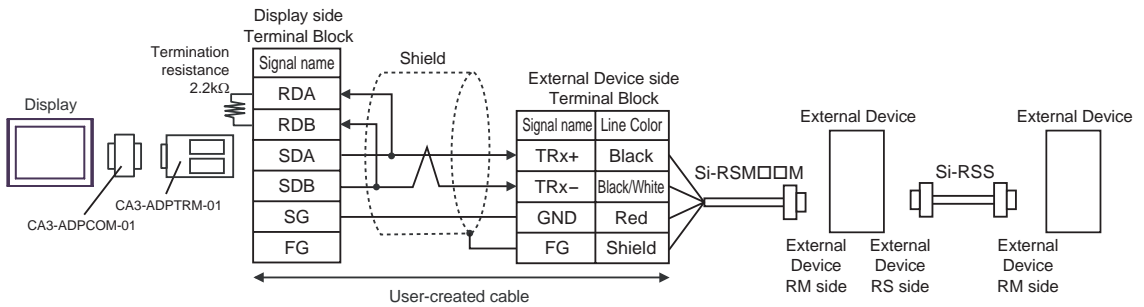 Display side
Terminal Block
Termination
resistance
2.2kΩ
Signal name
RDA
RDB
SDA
SDB
SG
FG
Shield
External Device side
Terminal Block
Signal name Line Color
TRx+ Black
TRx− Black/White
GND Red
FG Shield
Display
CA3-ADPCOM-01
CA3-ADPTRM-01
User-created cable
Si-RSM□□M
External Device
Si-RSS
External Device
External
Device
RM side
External
Device
RS side
External
Device
RM side